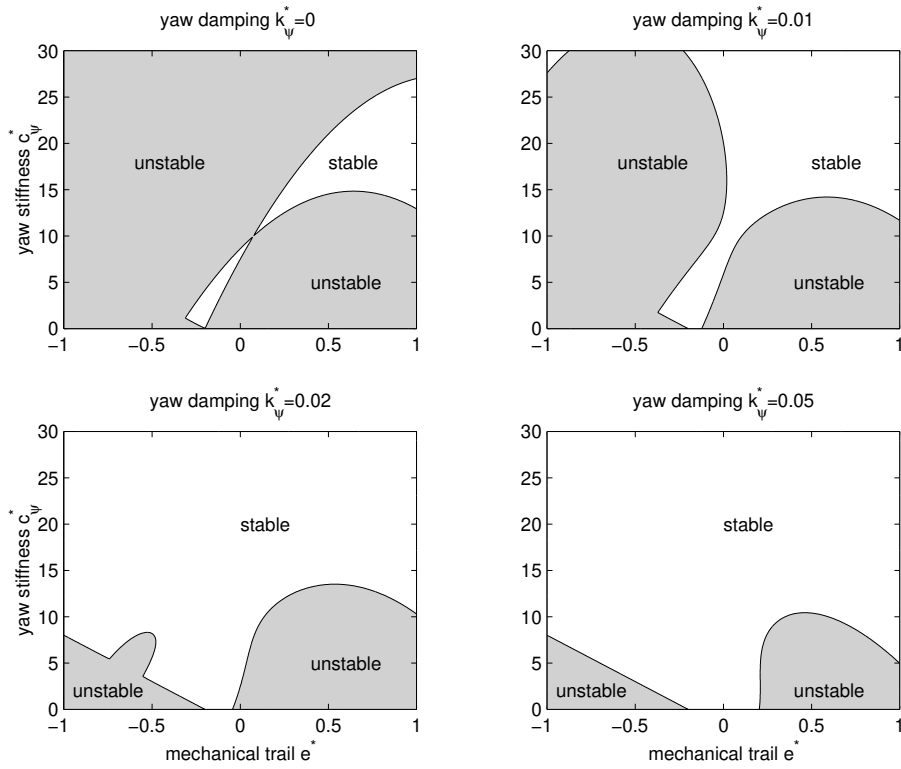 yaw damping k*ψ=0
30
25
20
15
10
5
0
yaw stiffness c*ψ
unstable
stable
unstable
−1
−0.5
0
0.5
1
yaw damping k*ψ=0.01
30
25
20
15
10
5
0
unstable
stable
unstable
−1
−0.5
0
0.5
1
yaw damping k*ψ=0.02
30
25
20
15
10
5
0
yaw stiffness c*ψ
stable
unstable
unstable
−1
−0.5
0
0.5
1
mechanical trail e*
yaw damping k*ψ=0.05
30
25
20
15
10
5
0
stable
unstable
unstable
−1
−0.5
0
0.5
1
mechanical trail e*